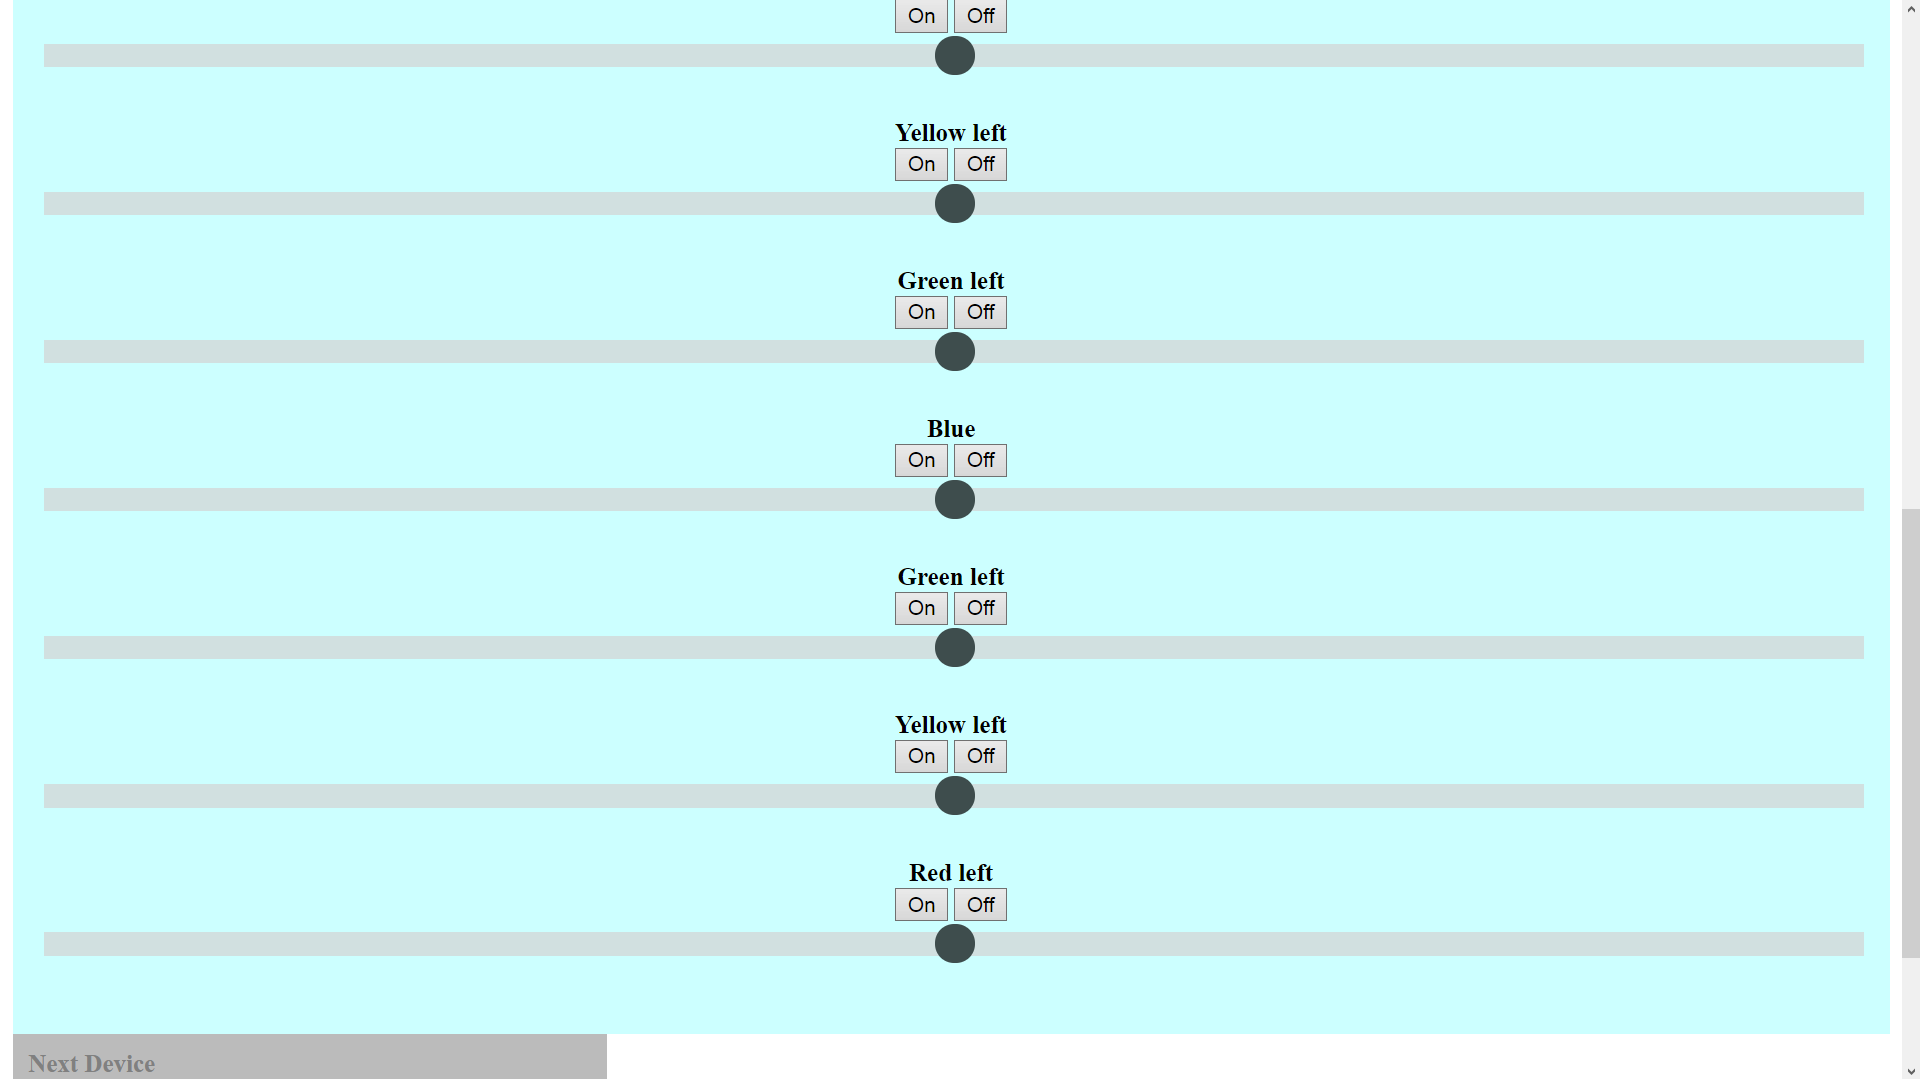 On Off
Yellow left
On Off
Green left
On Off
Blue
On Off
Green left
On Off
Yellow left
On Off
Red left
On Off
Next Device